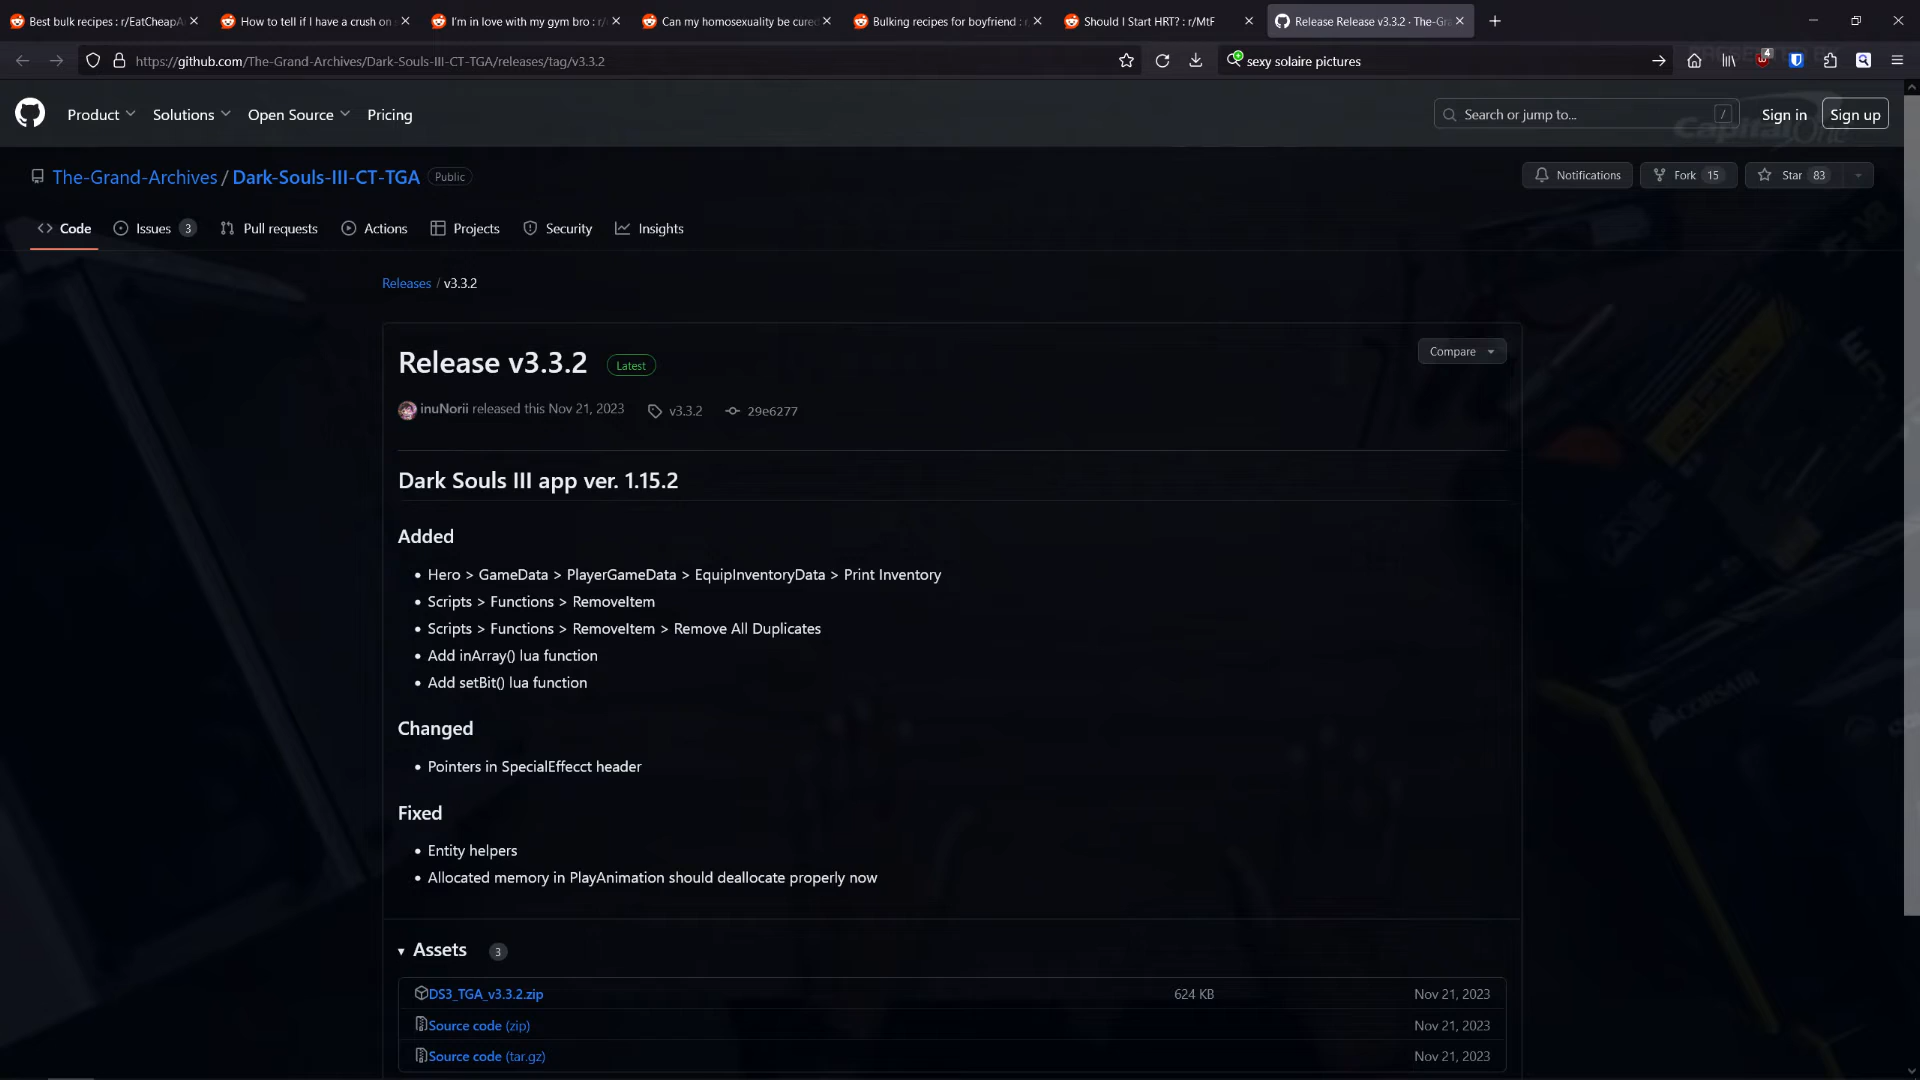 Best bulk recipes : r/EatCheapA
How to tell if I have a crush on
I'm in love with my gym bro : r/
Can my homosexuality be cured
Bulking recipes for boyfriend : r
Should I Start HRT? : r/MtF
Release Release v3.3.2 · The-Gr
https://github.com/The-Grand-Archives/Dark-Souls-III-CT-TGA/releases/tag/v3.3.2
sexy solaire pictures
4
Product
Solutions
Open Source
Pricing
Search or jump to...
/
Sign in
Sign up
Capital One
The-Grand-Archives / Dark-Souls-III-CT-TGA
Public
Notifications
Fork 15
Star 83
Code
Issues 3
Pull requests
Actions
Projects
Security
Insights
Releases / v3.3.2
Release v3.3.2
Latest
Compare
inuNorii released this Nov 21, 2023
v3.3.2
29e6277
Dark Souls III app ver. 1.15.2
Added
• Hero > GameData > PlayerGameData > EquipInventoryData > Print Inventory
• Scripts > Functions > RemoveItem
• Scripts > Functions > RemoveItem > Remove All Duplicates
• Add inArray() lua function
• Add setBit() lua function
CORSAIR
Changed
• Pointers in SpecialEffecct header
Fixed
• Entity helpers
• Allocated memory in PlayAnimation should deallocate properly now
Assets 3
DS3_TGA_v3.3.2.zip
624 KB
Nov 21, 2023
Source code (zip)
Nov 21, 2023
Source code (tar.gz)
Nov 21, 2023